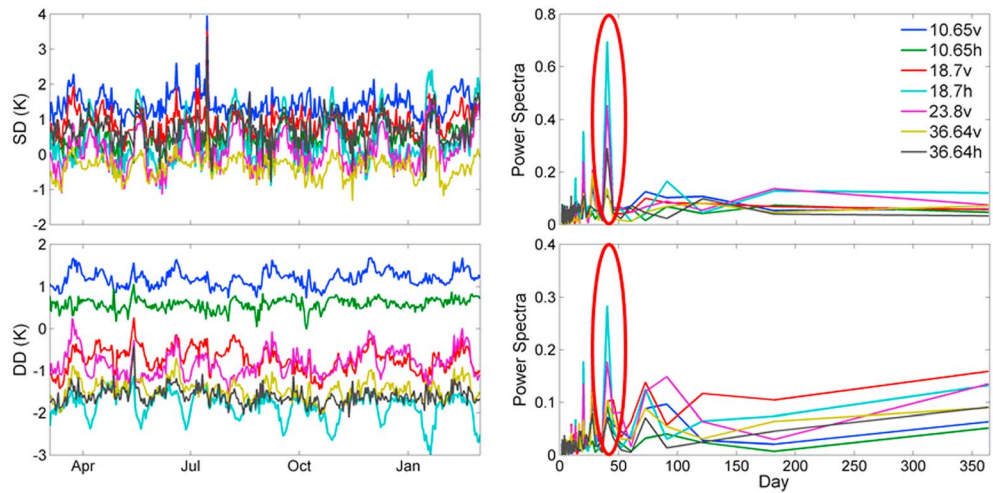 4
3
2
1
0
-1
-2
SD (K)
0.8
0.6
0.4
0.2
0
Power Spectra
10.65v
10.65h
18.7v
18.7h
23.8v
36.64v
36.64h
2
1
0
-1
-2
-3
DD (K)
Apr Jul Oct Jan
0.4
0.3
0.2
0.1
0
Power Spectra
0 50 100 150 200 250 300 350
Day